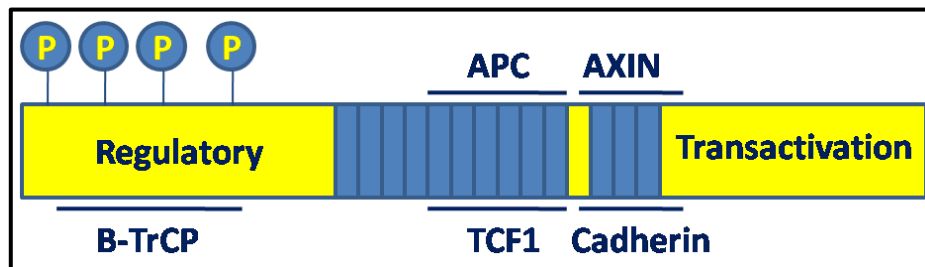 P P P P
APC AXIN
Regulatory Transactivation
B-TrCP TCF1 Cadherin